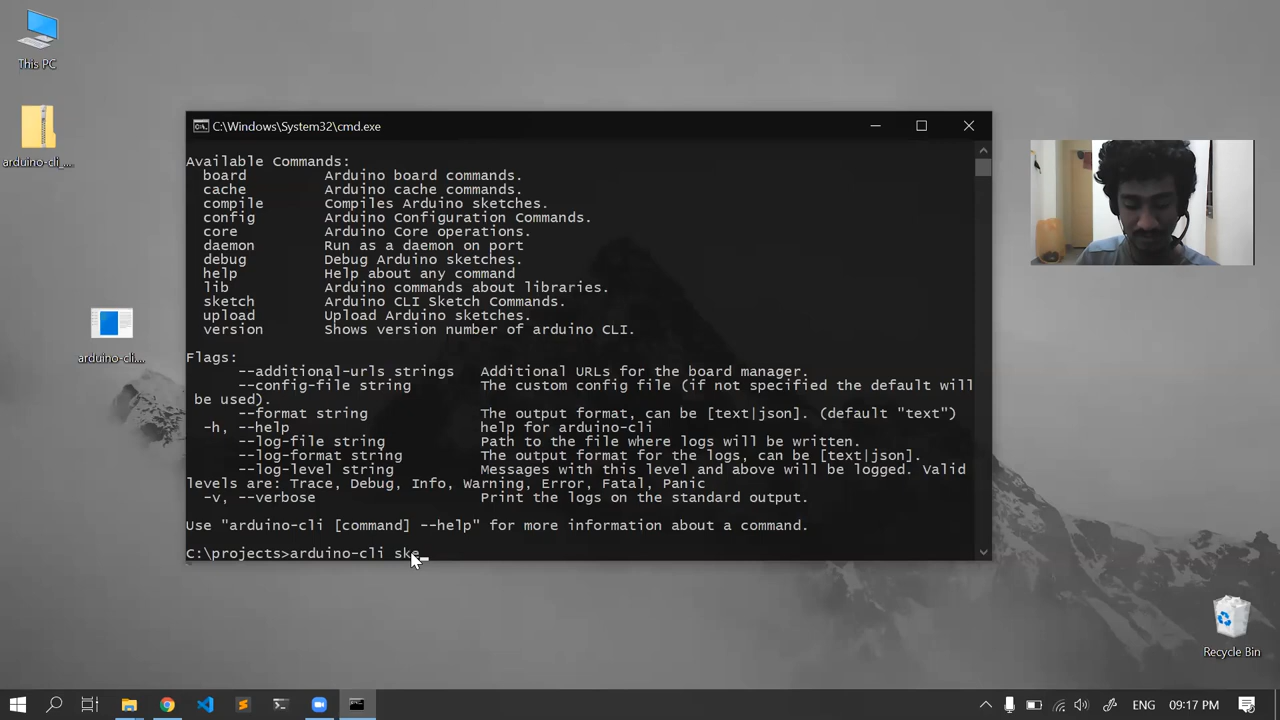 This PC
arduino-cli_...
arduino-cli....
C:\Windows\System32\cmd.exe
Available Commands:
board Arduino board commands.
cache Arduino cache commands.
compile Compiles Arduino sketches.
config Arduino Configuration Commands.
core Arduino Core operations.
daemon Run as a daemon on port
debug Debug Arduino sketches.
help Help about any command
lib Arduino commands about libraries.
sketch Arduino CLI Sketch Commands.
upload Upload Arduino sketches.
version Shows version number of arduino CLI.
Flags:
--additional-urls strings Additional URLs for the board manager.
--config-file string The custom config file (if not specified the default will
be used).
--format string The output format, can be [text|json]. (default "text")
-h, --help help for arduino-cli
--log-file string Path to the file where logs will be written.
--log-format string The output format for the logs, can be [text|json].
--log-level string Messages with this level and above will be logged. Valid
levels are: Trace, Debug, Info, Warning, Error, Fatal, Panic
-v, --verbose Print the logs on the standard output.
Use "arduino-cli [command] --help" for more information about a command.
C:\projects>arduino-cli ske_
Recycle Bin
ENG 09:17 PM